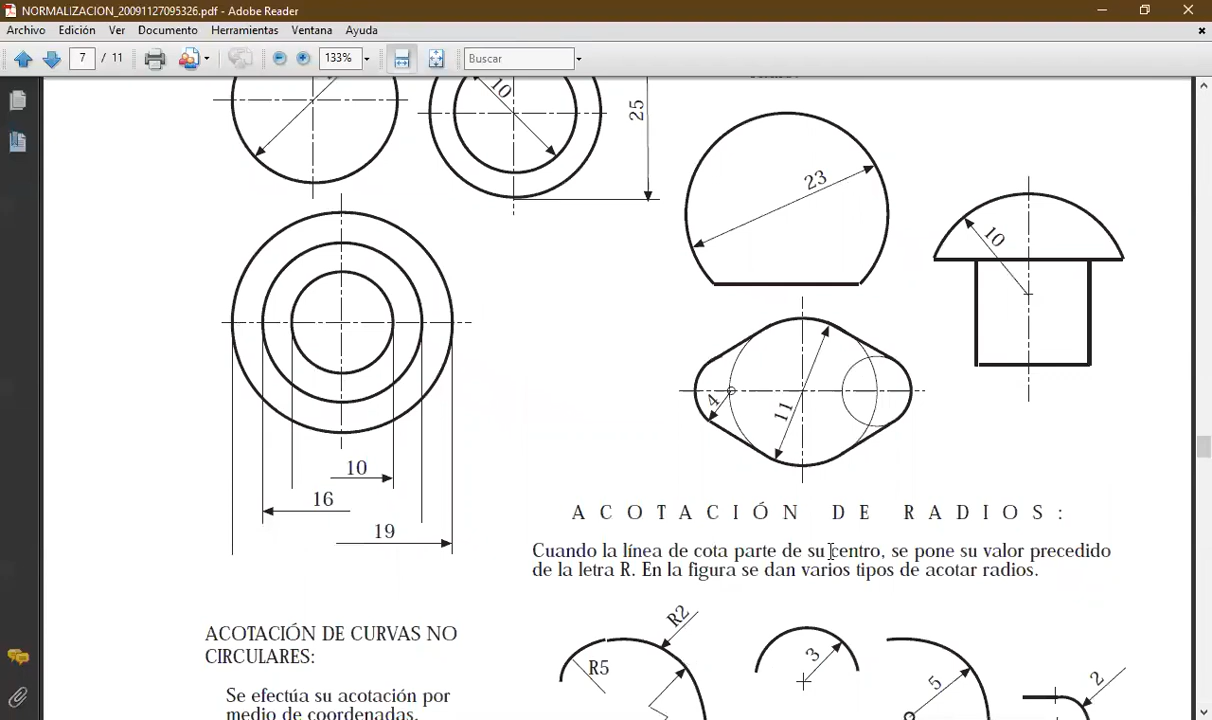 NORMALIZACION_20091127095326.pdf - Adobe Reader
Archivo Edición Ver Documento Herramientas Ventana Ayuda
7 / 11 133% Buscar
10
25
23
10
4
11
10
16
19
ACOTACIÓN DE RADIOS:
Cuando la línea de cota parte de su centro, se pone su valor precedido
de la letra R. En la figura se dan varios tipos de acotar radios.
ACOTACIÓN DE CURVAS NO
CIRCULARES:
Se efectúa su acotación por
medio de coordenadas.
R2
R5
3
5
2